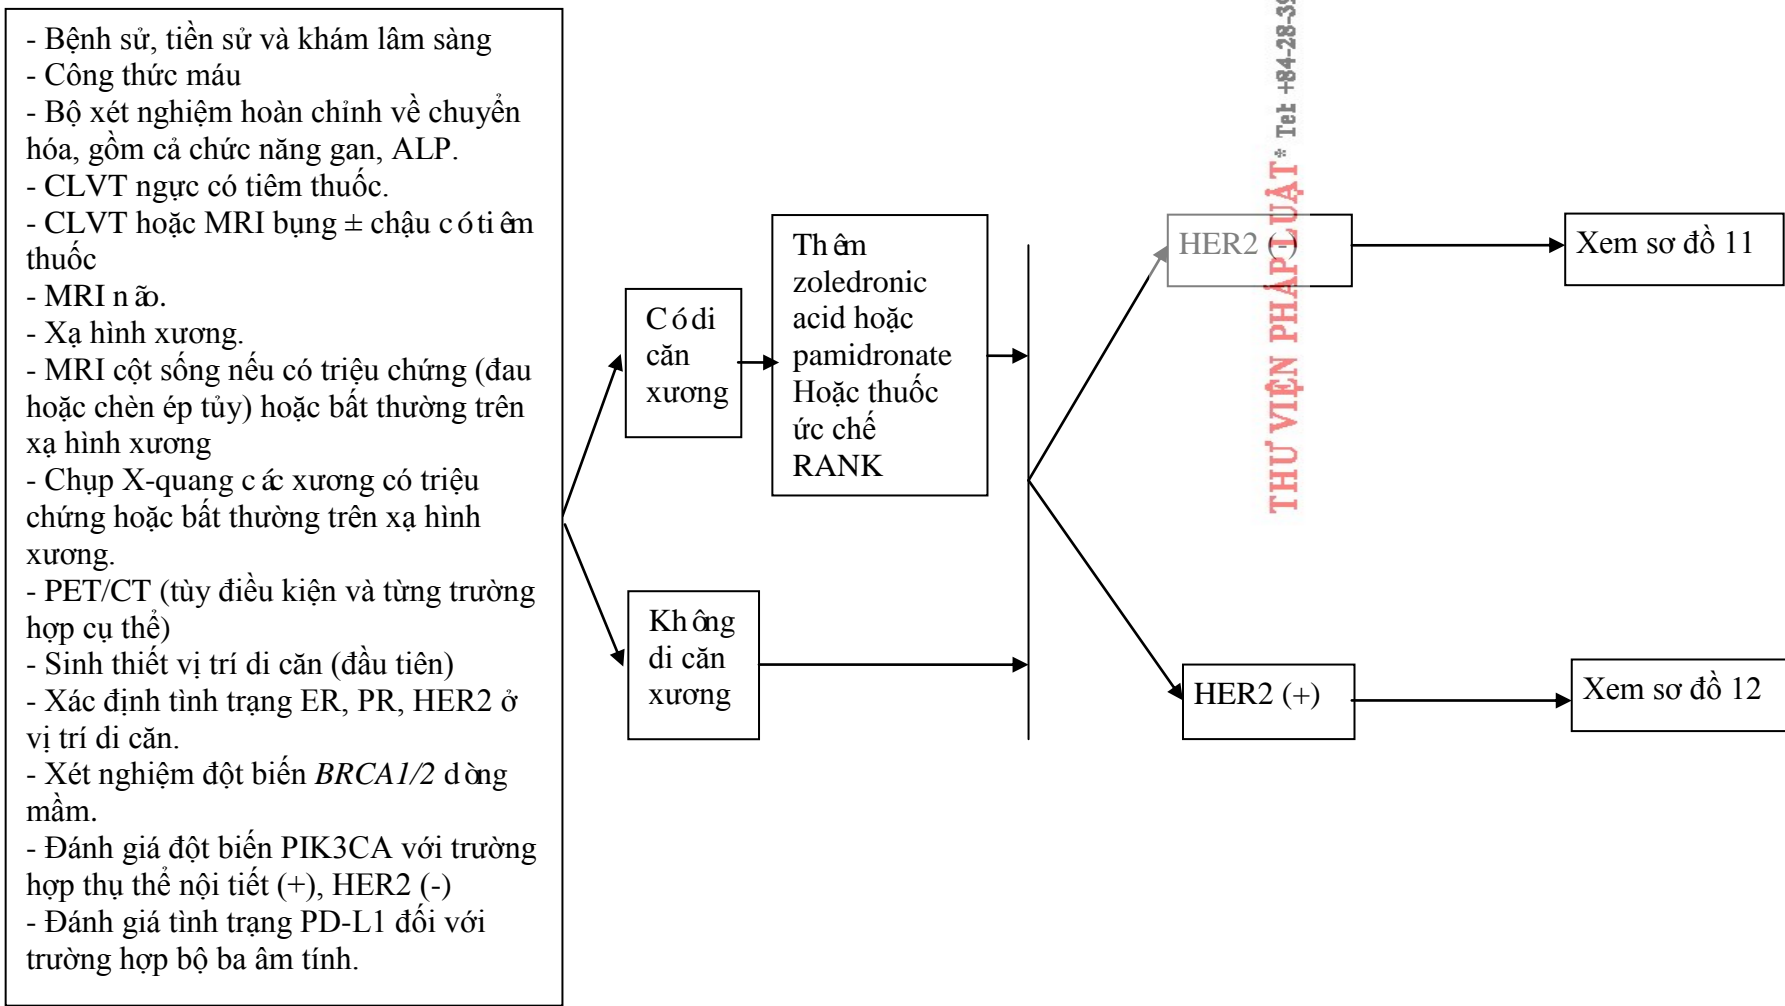 - Bệnh sử, tiền sử và khám lâm sàng
- Công thức máu
- Bộ xét nghiệm hoàn chỉnh về chuyển
hóa, gồm cả chức năng gan, ALP.
- CLVT ngực có tiêm thuốc.
- CLVT hoặc MRI bụng ± chậu có tiêm
thuốc
- MRI não.
- Xạ hình xương.
- MRI cột sống nếu có triệu chứng (đau
hoặc chèn ép tủy) hoặc bất thường trên
xạ hình xương
- Chụp X-quang các xương có triệu
chứng hoặc bất thường trên xạ hình
xương.
- PET/CT (tùy điều kiện và từng trường
hợp cụ thể)
- Sinh thiết vị trí di căn (đầu tiên)
- Xác định tình trạng ER, PR, HER2 ở
vị trí di căn.
- Xét nghiệm đột biến BRCA1/2 dòng
mầm.
- Đánh giá đột biến PIK3CA với trường
hợp thụ thể nội tiết (+), HER2 (-)
- Đánh giá tình trạng PD-L1 đối với
trường hợp bộ ba âm tính.
Có di
căn
xương
Không
di căn
xương
Thêm
zoledronic
acid hoặc
pamidronate
Hoặc thuốc
ức chế
RANK
HER2 (-)
HER2 (+)
Xem sơ đồ 11
Xem sơ đồ 12
THƯ VIỆN PHÁP LUẬT * Tel: +84-28-39